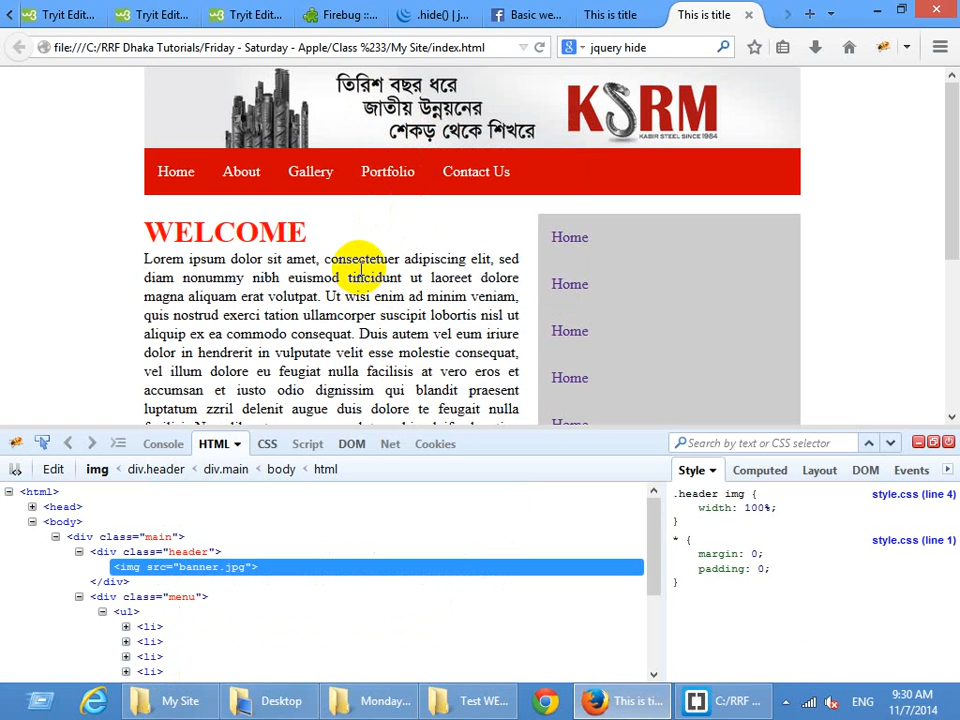 Tryit Edit...
Tryit Edit...
Tryit Edit...
Firebug ::...
.hide() | j...
Basic we...
This is title
This is title
file:///C:/RRF Dhaka Tutorials/Friday - Saturday - Apple/Class %233/My Site/index.html
jquery hide
তিরিশ বছর ধরে
জাতীয় উন্নয়নের
শেকড় থেকে শিখরে
KSRM
KABIR STEEL SINCE 1984
Home About Gallery Portfolio Contact Us
WELCOME
Lorem ipsum dolor sit amet, consectetuer adipiscing elit, sed
diam nonummy nibh euismod tincidunt ut laoreet dolore
magna aliquam erat volutpat. Ut wisi enim ad minim veniam,
quis nostrud exerci tation ullamcorper suscipit lobortis nisl ut
aliquip ex ea commodo consequat. Duis autem vel eum iriure
dolor in hendrerit in vulputate velit esse molestie consequat,
vel illum dolore eu feugiat nulla facilisis at vero eros et
accumsan et iusto odio dignissim qui blandit praesent
luptatum zzril delenit augue duis dolore te feugait nulla
Home
Home
Home
Home
Home
Console HTML CSS Script DOM Net Cookies
Search by text or CSS selector
Edit img < div.header < div.main < body < html
Style Computed Layout DOM Events
<html>
<head>
<body>
<div class="main">
<div class="header">
<img src="banner.jpg">
</div>
<div class="menu">
<ul>
<li>
<li>
<li>
<li>
.header img { style.css (line 4)
width: 100%;
}
* { style.css (line 1)
margin: 0;
padding: 0;
}
My Site
Desktop
Monday...
Test WE...
This is ti...
C:/RRF ...
ENG
9:30 AM
11/7/2014